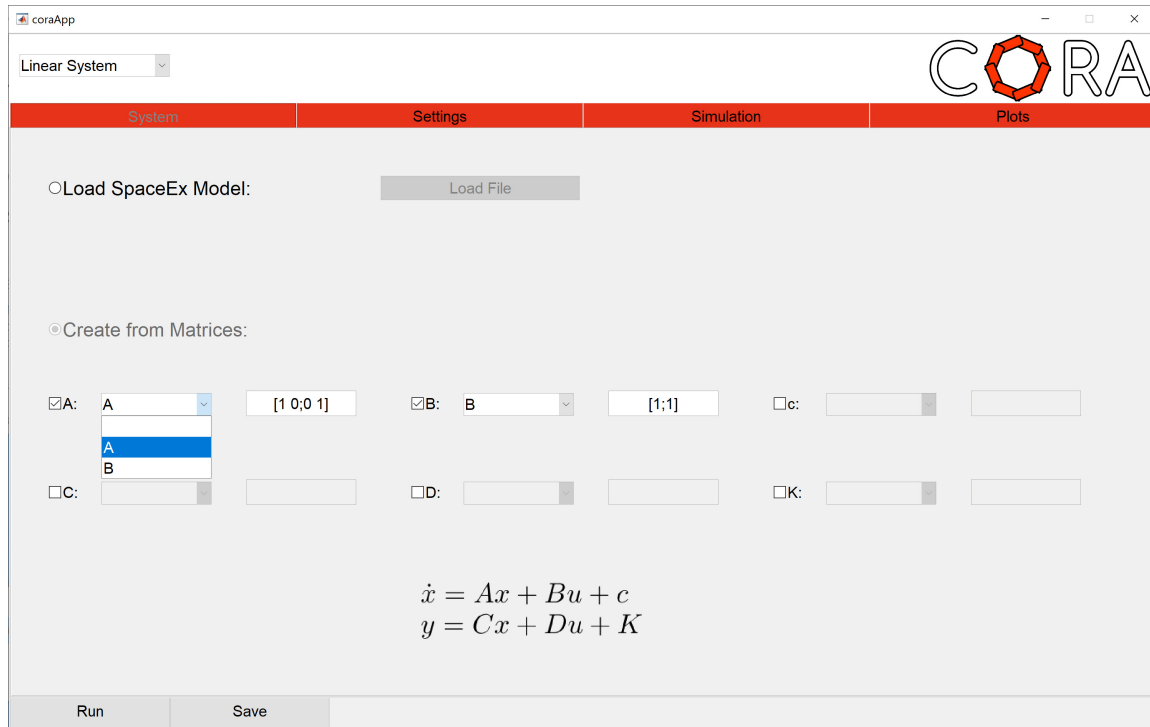 coraApp
Linear System
CORA
System Settings Simulation Plots
Load SpaceEx Model: Load File
Create from Matrices:
A: A [1 0;0 1] B: B [1;1] c:
A
B
C: D: K:
ẋ = Ax + Bu + c
y = Cx + Du + K
Run Save